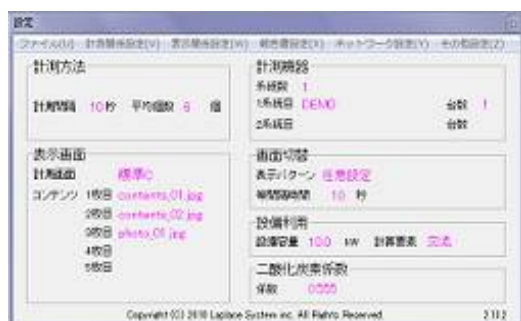 設定
ファイル(U) 計測関係設定(V) 表示関係設定(W) 帳票書設定(X) ネットワーク設定(Y) その他設定(Z)
計測方法
計測間隔 10 秒 平均個数 6 個
計測機器
系統数 1
1系統目 DEMO 台数 1
2系統目 台数
表示画面
計測画面 標準C
コンテンツ 1枚目 contents_01.jpg
2枚目 contents_02.jpg
3枚目 photo_01.jpg
4枚目
5枚目
画面切替
表示パターン 任意設定
等間隔時間 10 秒
設備利用
設備容量 10.0 kW 計算要素 交流
二酸化炭素係数
係数 0.555
Copyright (C) 2010 Laplace System inc. All Rights Reserved.